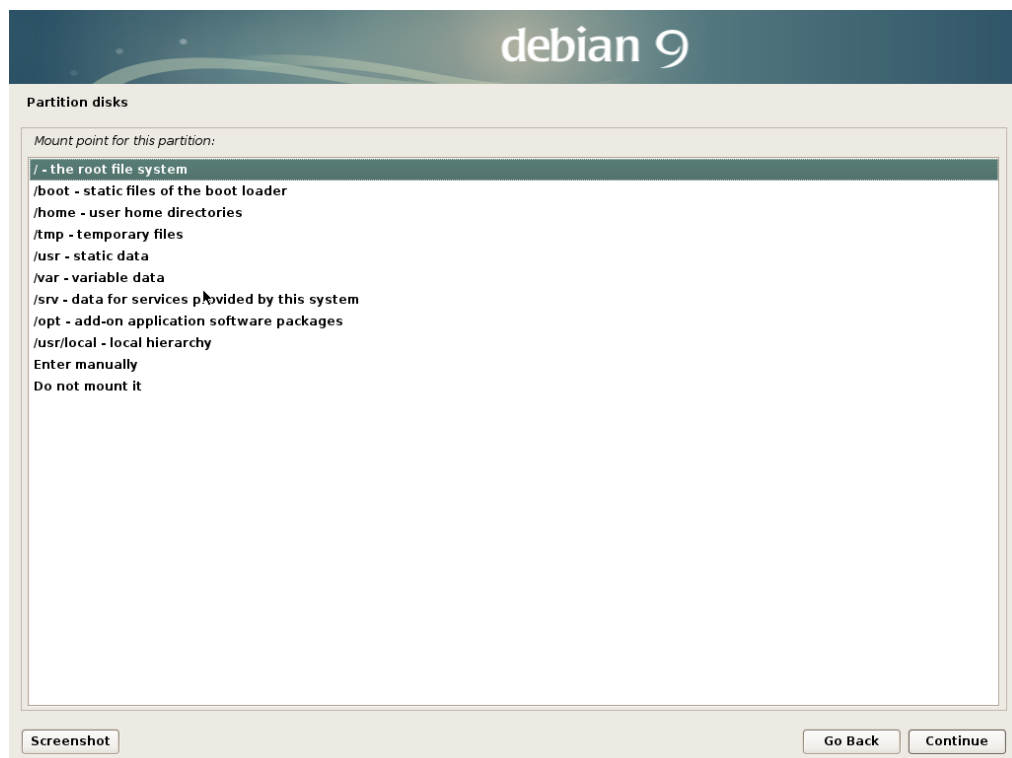 debian 9
Partition disks
Mount point for this partition:
/ - the root file system
/boot - static files of the boot loader
/home - user home directories
/tmp - temporary files
/usr - static data
/var - variable data
/srv - data for services provided by this system
/opt - add-on application software packages
/usr/local - local hierarchy
Enter manually
Do not mount it
Screenshot Go Back Continue